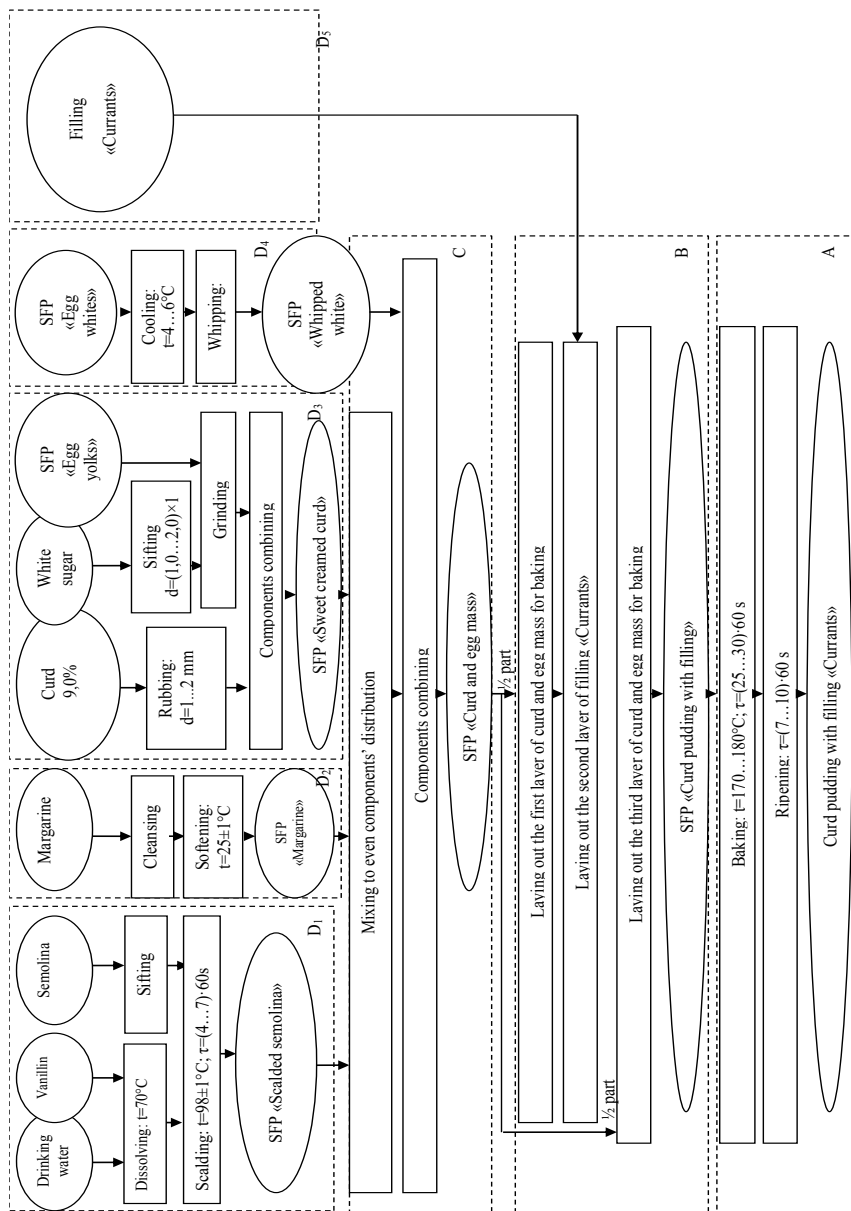 Drinking
water
Vanillin
Semolina
Dissolving: t=70°C
Sifting
Scalding: t=98±1°C; τ=(4…7)·60s
SFP «Scalded semolina»
D1
Margarine
Cleansing
Softening:
t=25±1°C
SFP
«Margarine»
D2
Curd
9,0%
White
sugar
SFP
«Egg
yolks»
Rubbing:
d=1…2 mm
Sifting
d=(1,0…2,0)×1
Grinding
Components combining
SFP «Sweet creamed curd»
D3
SFP
«Egg
whites»
Cooling:
t=4…6°C
Whipping:
SFP
«Whipped
white»
D4
Filling
«Currants»
D5
Mixing to even components’ distribution
Components combining
SFP «Curd and egg mass»
C
½ part
Laying out the first layer of curd and egg mass for baking
Laying out the second layer of filling «Currants»
½ part
Laying out the third layer of curd and egg mass for baking
SFP «Curd pudding with filling»
B
Baking: t=170…180°C; τ=(25…30)·60 s
Ripening: τ=(7…10)·60 s
Curd pudding with filling «Currants»
A